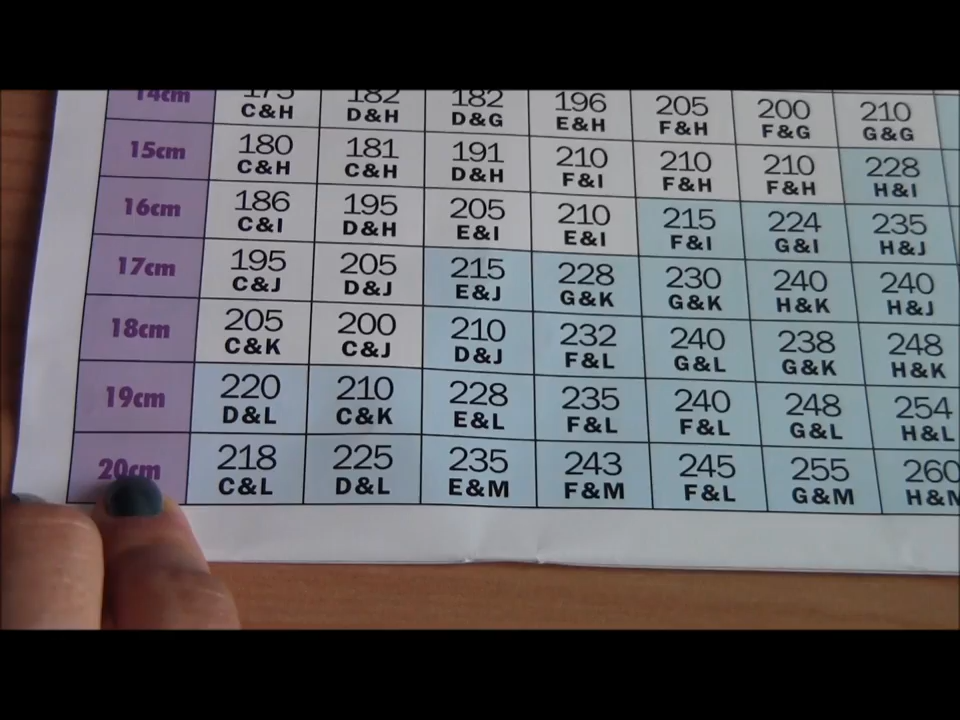 14cm 175 182 182 196 205 200 210
C&H D&H D&G E&H F&H F&G G&G
15cm 180 181 191 210 210 210 228
C&H C&H D&H F&I F&H F&H H&I
16cm 186 195 205 210 215 224 235
C&I D&H E&I E&I F&I G&I H&J
17cm 195 205 215 228 230 240 240
C&J D&J E&J G&K G&K H&K H&J
18cm 205 200 210 232 240 238 248
C&K C&J D&J F&L G&L G&K H&K
19cm 220 210 228 235 240 248 254
D&L C&K E&L F&L F&L G&L H&L
20cm 218 225 235 243 245 255 260
C&L D&L E&M F&M F&L G&M H&M